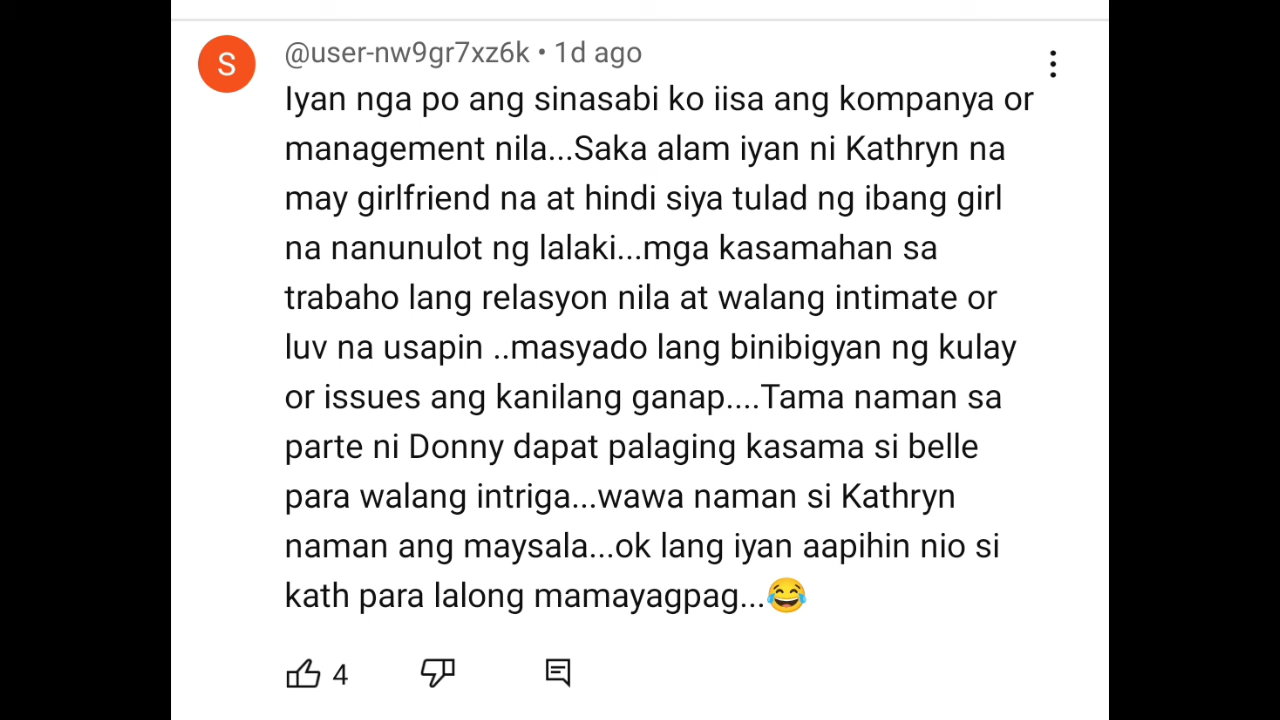 S
@user-nw9gr7xz6k • 1d ago
Iyan nga po ang sinasabi ko iisa ang kompanya or
management nila...Saka alam iyan ni Kathryn na
may girlfriend na at hindi siya tulad ng ibang girl
na nanunulot ng lalaki...mga kasamahan sa
trabaho lang relasyon nila at walang intimate or
luv na usapin ..masyado lang binibigyan ng kulay
or issues ang kanilang ganap....Tama naman sa
parte ni Donny dapat palaging kasama si belle
para walang intriga...wawa naman si Kathryn
naman ang maysala...ok lang iyan aapihin nio si
kath para lalong mamayagpag...😂
4